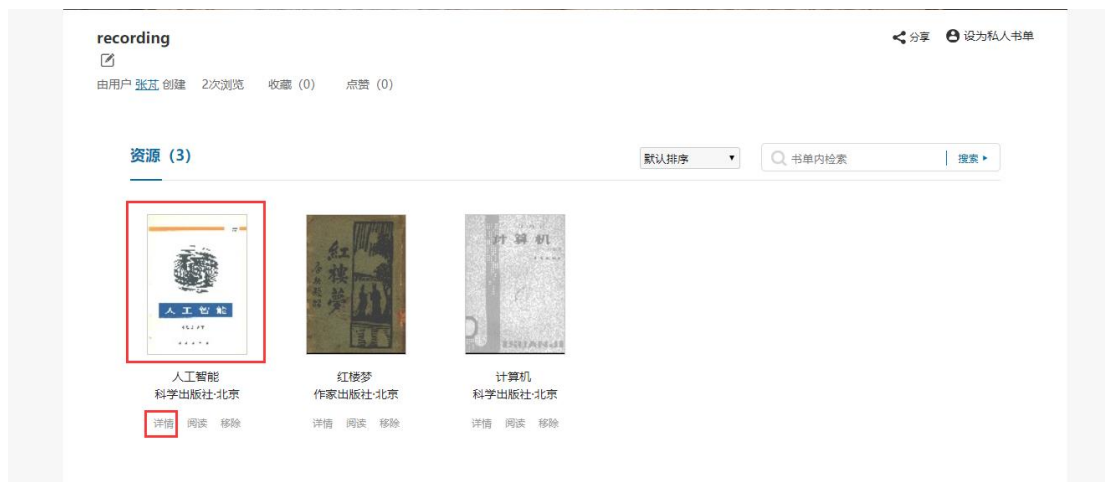 recording
分享 设为私人书单
由用户 张芃 创建 2次浏览 收藏（0） 点赞（0）
资源（3）
默认排序 ▼ 书单内检索 搜索
人工智能
红楼梦
计算机
人工智能 红楼梦 计算机
科学出版社·北京 作家出版社·北京 科学出版社·北京
详情 阅读 移除 详情 阅读 移除 详情 阅读 移除